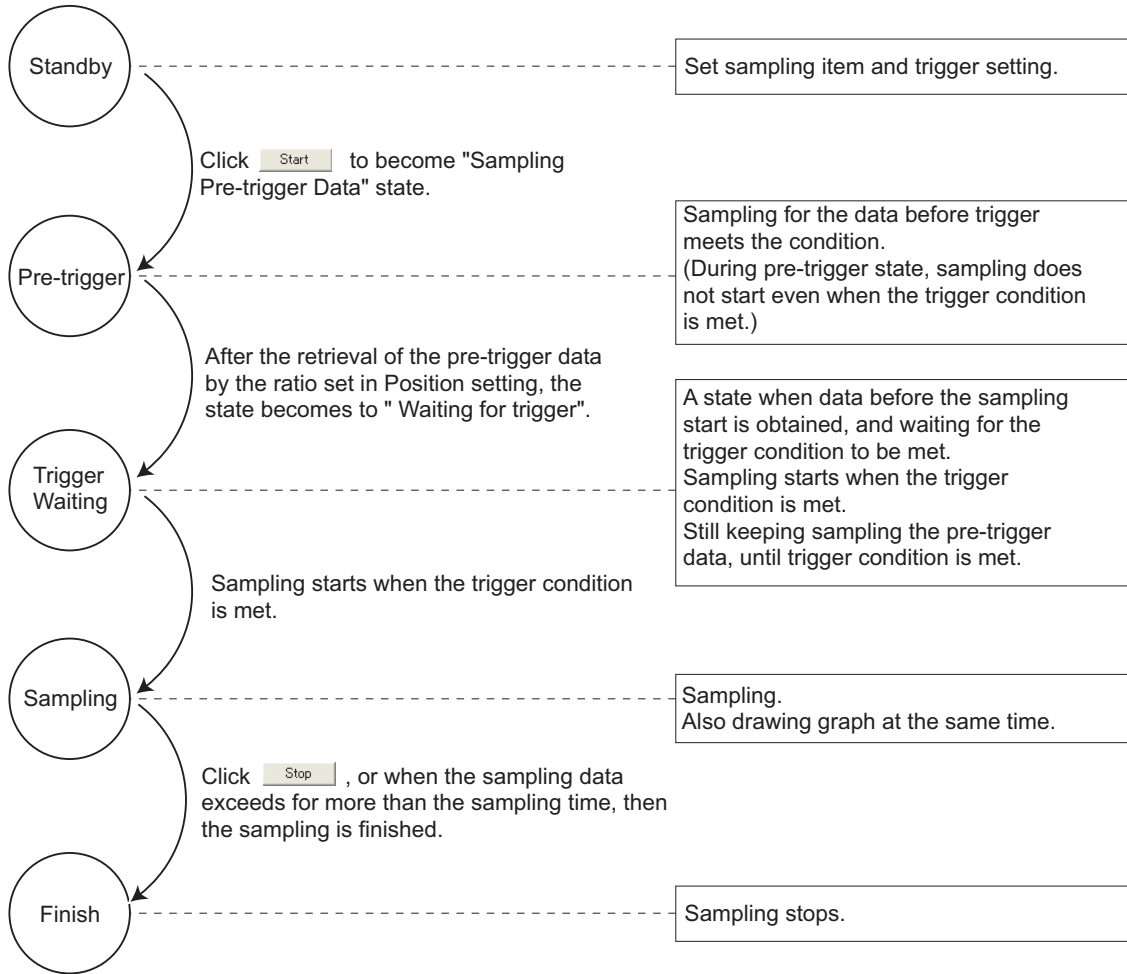 Standby
Set sampling item and trigger setting.
Click Start to become "Sampling
Pre-trigger Data" state.
Pre-trigger
Sampling for the data before trigger
meets the condition.
(During pre-trigger state, sampling does
not start even when the trigger condition
is met.)
After the retrieval of the pre-trigger data
by the ratio set in Position setting, the
state becomes to " Waiting for trigger".
Trigger
Waiting
A state when data before the sampling
start is obtained, and waiting for the
trigger condition to be met.
Sampling starts when the trigger
condition is met.
Still keeping sampling the pre-trigger
data, until trigger condition is met.
Sampling starts when the trigger condition
is met.
Sampling
Sampling.
Also drawing graph at the same time.
Click Stop , or when the sampling data
exceeds for more than the sampling time, then
the sampling is finished.
Finish
Sampling stops.